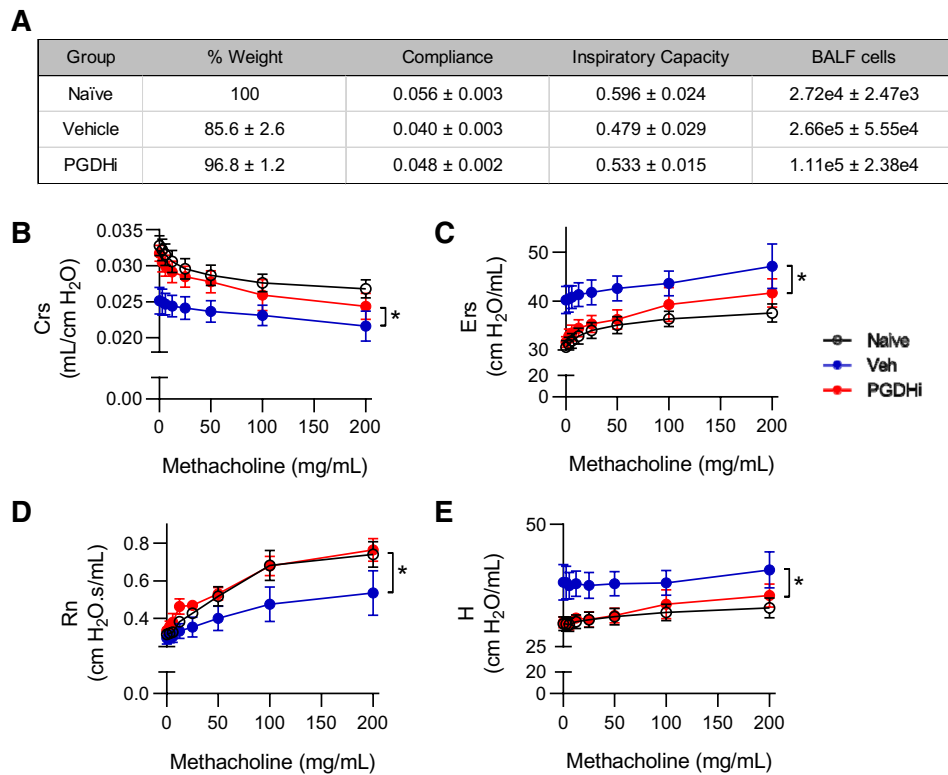 A
Group % Weight Compliance Inspiratory Capacity BALF cells
Naïve 100 0.056 ± 0.003 0.596 ± 0.024 2.72e4 ± 2.47e3
Vehicle 85.6 ± 2.6 0.040 ± 0.003 0.479 ± 0.029 2.66e5 ± 5.55e4
PGDHi 96.8 ± 1.2 0.048 ± 0.002 0.533 ± 0.015 1.11e5 ± 2.38e4
B
Crs
(mL/cm H₂O)
0.035
0.030
0.025
0.020
0.00
*
0 50 100 150 200
Methacholine (mg/mL)
C
Ers
(cm H₂O/mL)
50
40
30
20
0
*
0 50 100 150 200
Methacholine (mg/mL)
Naive
Veh
PGDHi
D
Rn
(cm H₂O.s/mL)
0.8
0.6
0.4
0.0
*
0 50 100 150 200
Methacholine (mg/mL)
E
H
(cm H₂O/mL)
50
25
20
0
*
0 50 100 150 200
Methacholine (mg/mL)